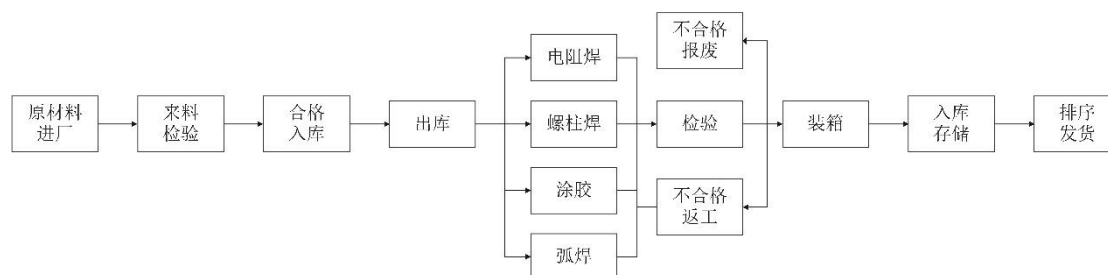 原材料
进厂
来料
检验
合格
入库
出库
电阻焊
螺柱焊
涂胶
弧焊
不合格
报废
检验
不合格
返工
装箱
入库
存储
排序
发货